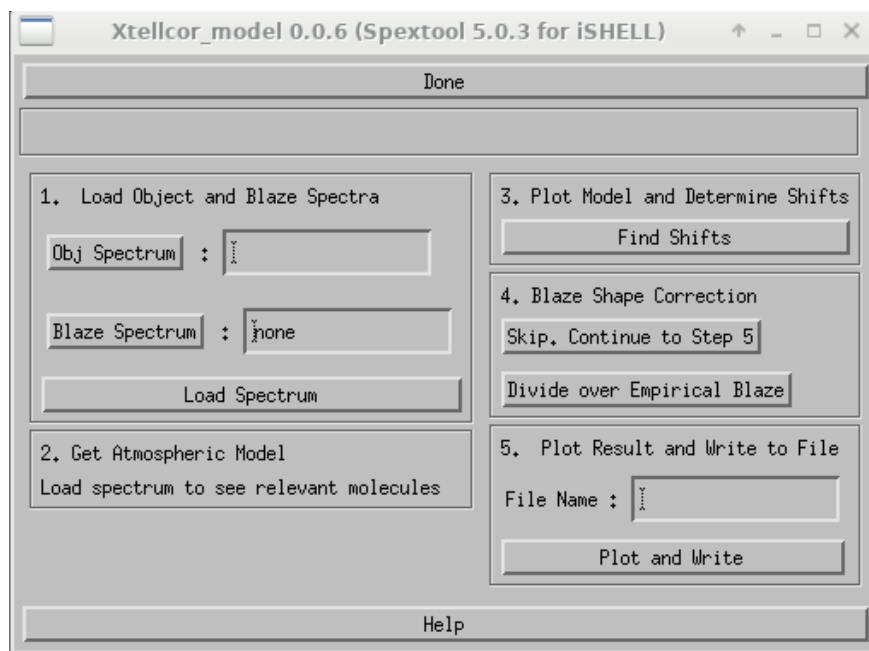 Xtellcor_model 0.0.6 (Spextool 5.0.3 for iSHELL)
Done
1. Load Object and Blaze Spectra
Obj Spectrum :
Blaze Spectrum : none
Load Spectrum
2. Get Atmospheric Model
Load spectrum to see relevant molecules
3. Plot Model and Determine Shifts
Find Shifts
4. Blaze Shape Correction
Skip. Continue to Step 5
Divide over Empirical Blaze
5. Plot Result and Write to File
File Name :
Plot and Write
Help